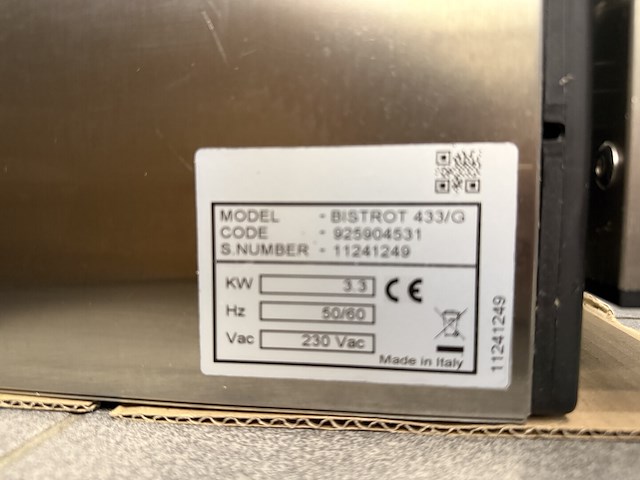 MODEL - BISTROT 433/G
CODE - 925904531
S.NUMBER - 11241249
KW 3.3
CE
Hz 50/60
Vac 230 Vac
Made in Italy
11241249